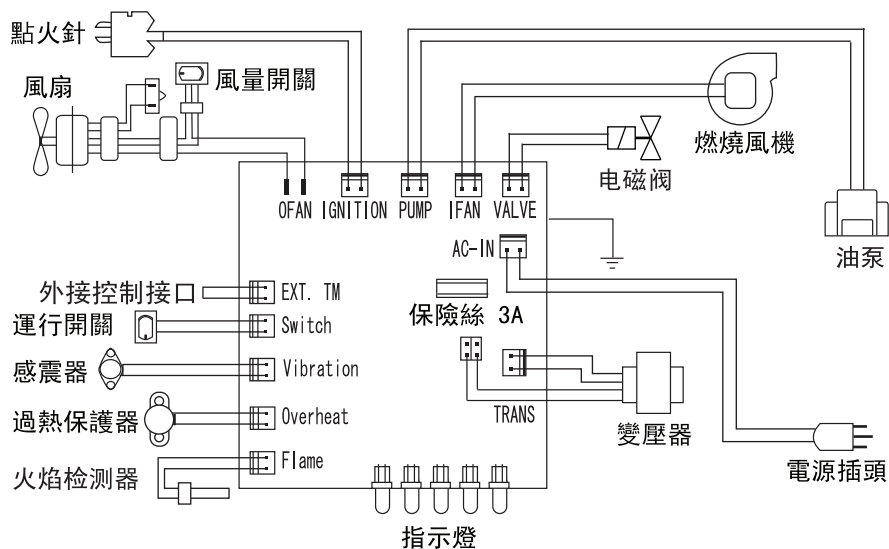 點火針
風扇
風量開關
燃燒風機
电磁阀
油泵
OFAN IGNITION PUMP IFAN VALVE
AC-IN
外接控制接口
EXT. TM
保險絲 3A
運行開關
Switch
感震器
Vibration
過熱保護器
Overheat
TRANS
變壓器
火焰检测器
Flame
電源插頭
指示燈